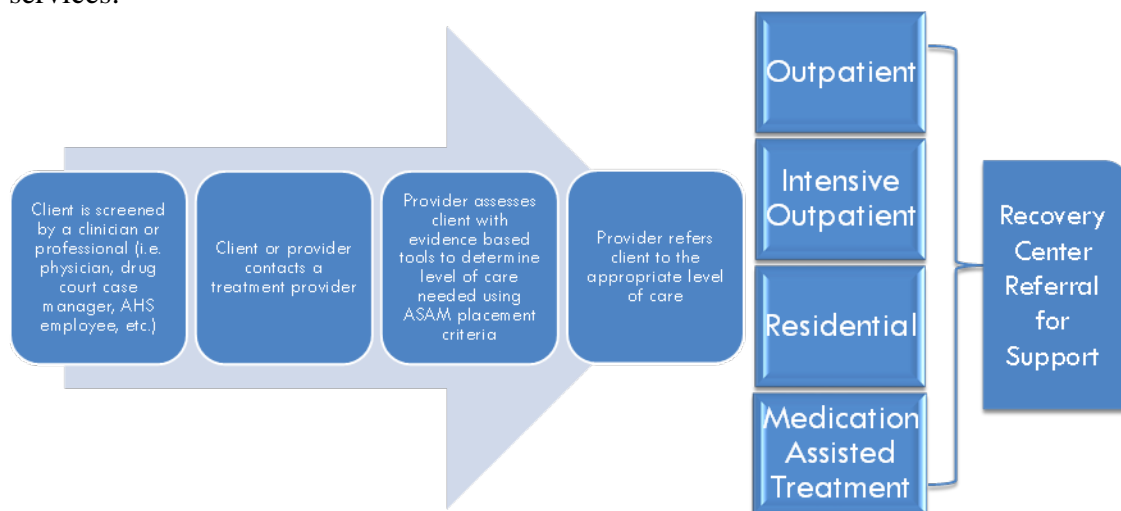 services.
Client is screened
by a clinician or
professional (i.e.
physician, drug
court case
manager, AHS
employee, etc.)
Client or provider
contacts a
treatment provider
Provider assesses
client with
evidence based
tools to determine
level of care
needed using
ASAM placement
criteria
Provider refers
client to the
appropriate level
of care
Outpatient
Intensive
Outpatient
Residential
Medication
Assisted
Treatment
Recovery
Center
Referral
for
Support